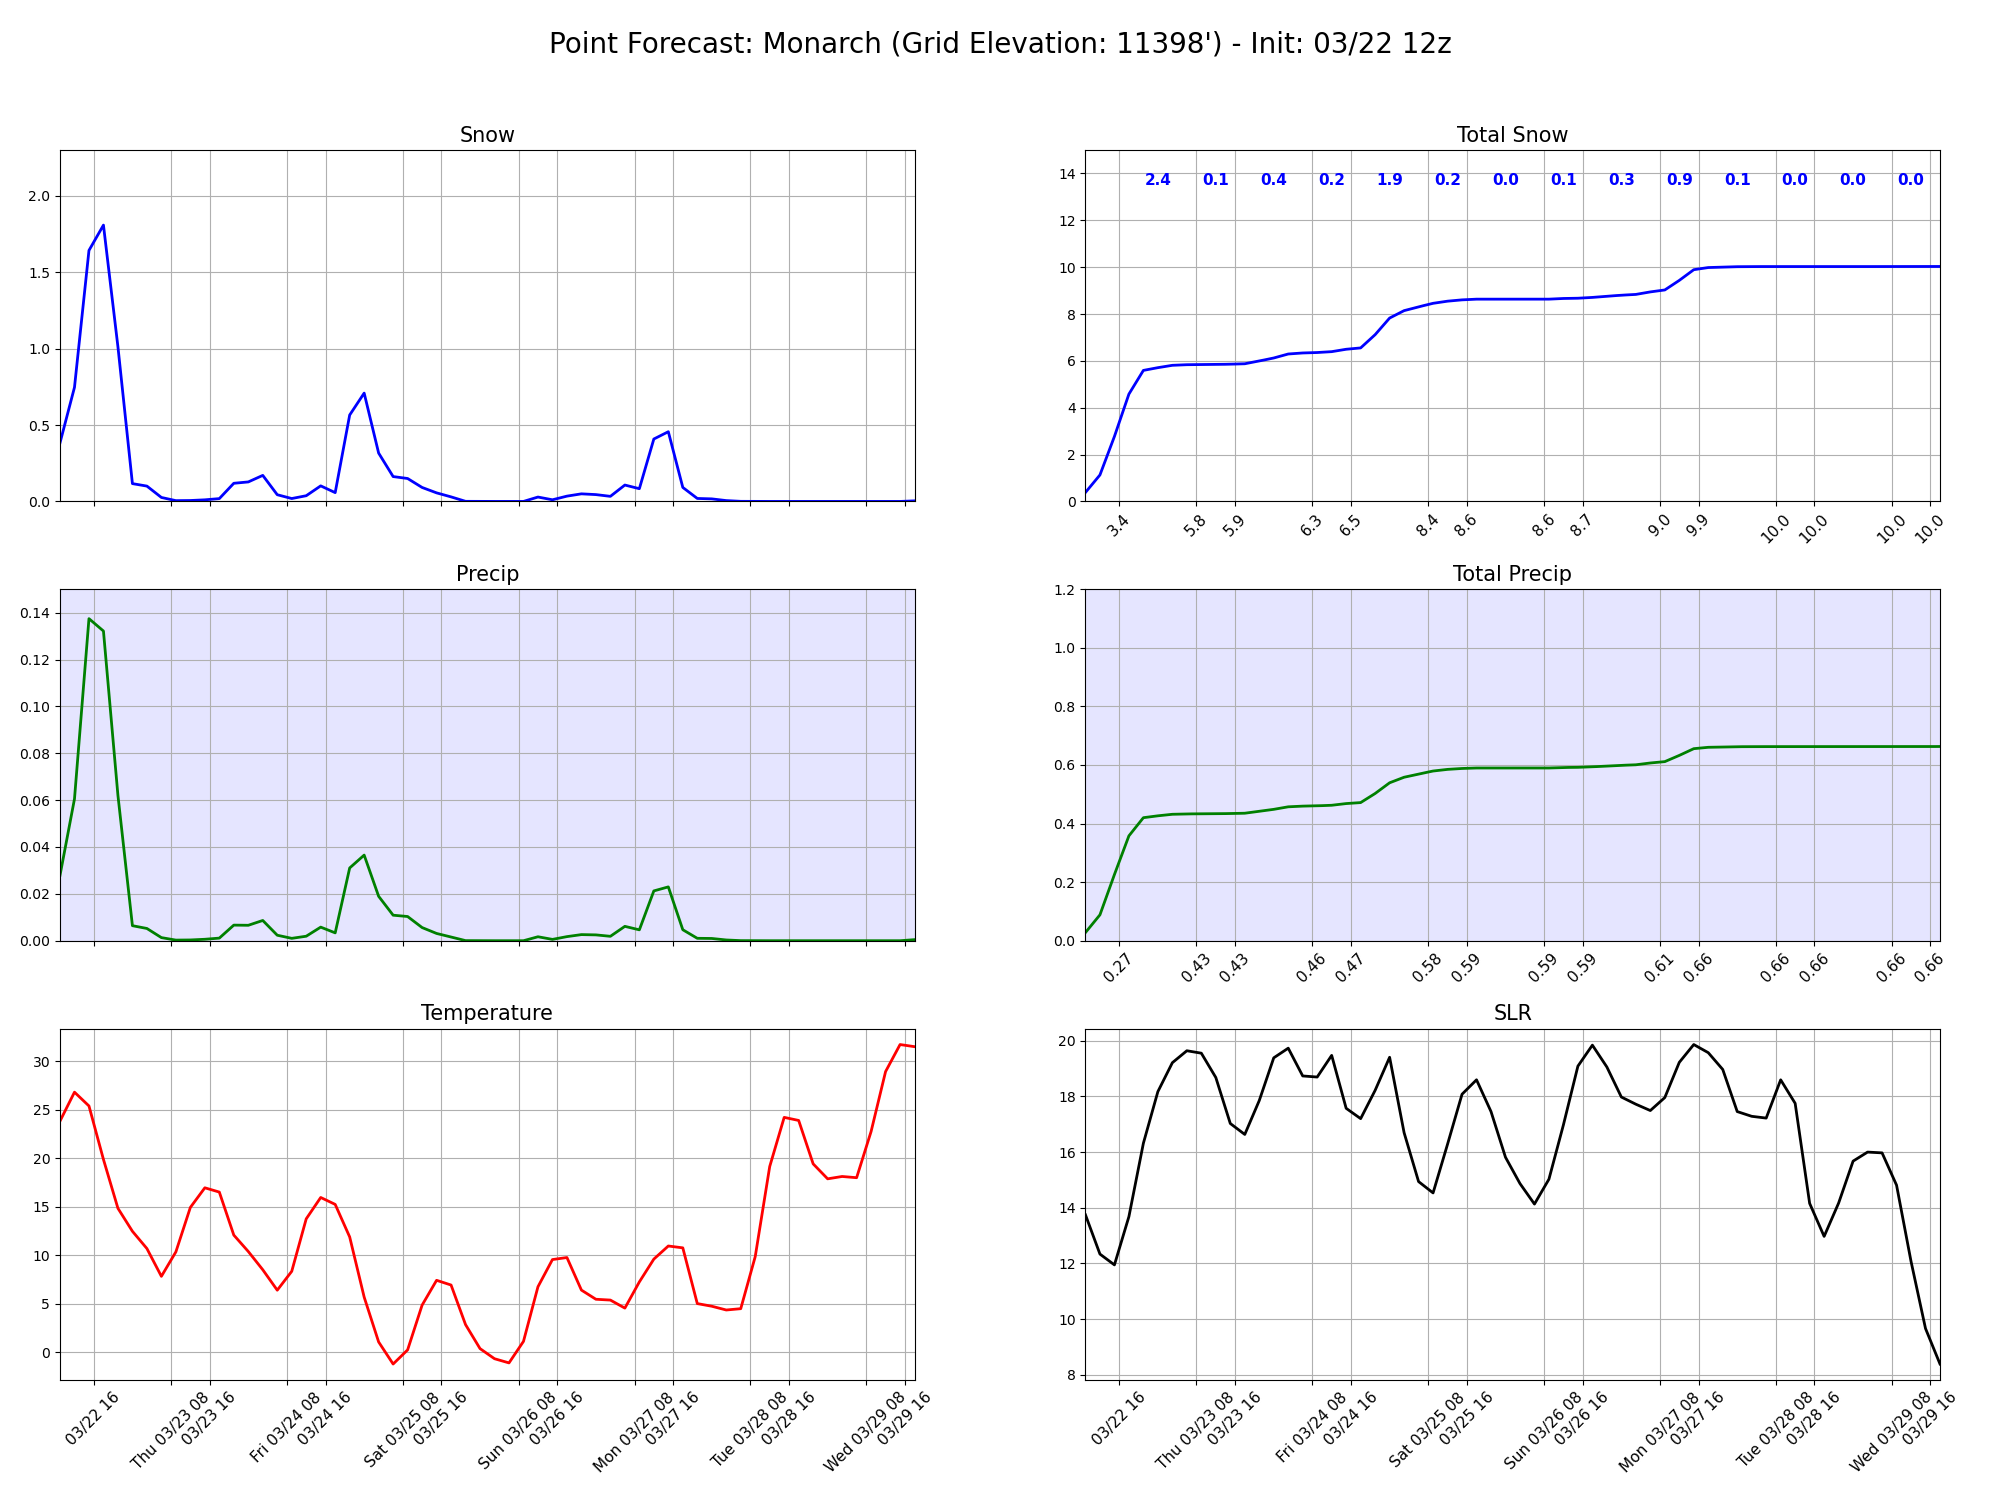 Point Forecast: Monarch (Grid Elevation: 11398') - Init: 03/22 12z
Snow
2.0
1.5
1.0
0.5
0.0
Total Snow
14
12
10
8
6
4
2
0
2.4 0.1 0.4 0.2 1.9 0.2 0.0 0.1 0.3 0.9 0.1 0.0 0.0 0.0
3.4 5.8 5.9 6.3 6.5 8.4 8.6 8.6 8.7 9.0 9.9 10.0 10.0 10.0 10.0
Precip
0.14
0.12
0.10
0.08
0.06
0.04
0.02
0.00
Total Precip
1.2
1.0
0.8
0.6
0.4
0.2
0.0
0.27 0.43 0.43 0.46 0.47 0.58 0.59 0.59 0.59 0.61 0.66 0.66 0.66 0.66 0.66
Temperature
30
25
20
15
10
5
0
03/22 16
Thu 03/23 08
03/23 16
Fri 03/24 08
03/24 16
Sat 03/25 08
03/25 16
Sun 03/26 08
03/26 16
Mon 03/27 08
03/27 16
Tue 03/28 08
03/28 16
Wed 03/29 08
03/29 16
SLR
20
18
16
14
12
10
8
03/22 16
Thu 03/23 08
03/23 16
Fri 03/24 08
03/24 16
Sat 03/25 08
03/25 16
Sun 03/26 08
03/26 16
Mon 03/27 08
03/27 16
Tue 03/28 08
03/28 16
Wed 03/29 08
03/29 16